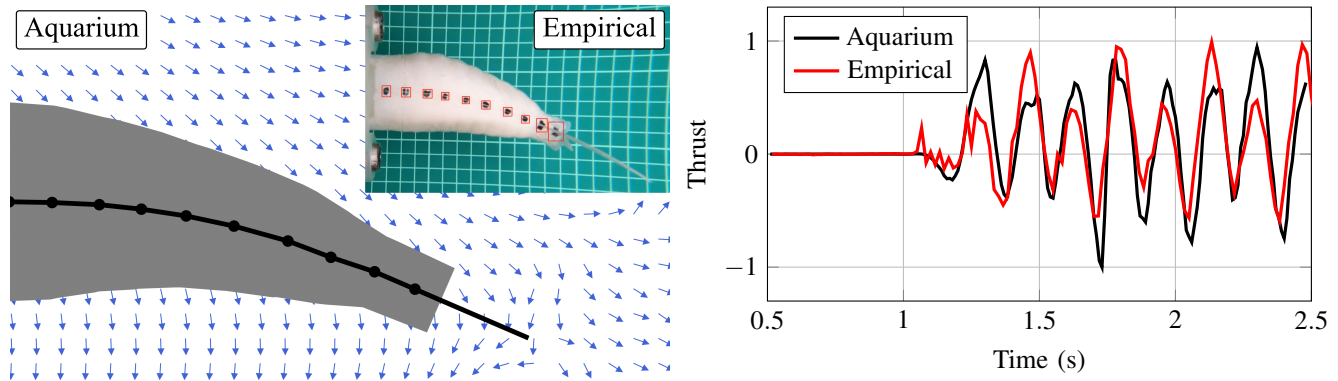 Aquarium
Empirical
Aquarium
Empirical
Thrust
1
0
−1
0.5
1
1.5
2
2.5
Time (s)